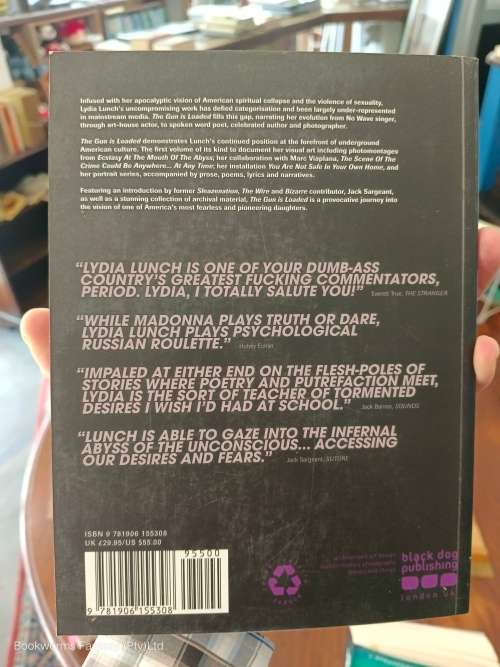 Infused with her apocalyptic vision of American spiritual collapse and the violence of sexuality,
Lydia Lunch's uncompromising work has defied categorisation and been largely under-represented
in mainstream media. The Gun is Loaded fills this gap, narrating her evolution from No Wave singer,
through art-house actor, to spoken word poet, celebrated author and photographer.
The Gun is Loaded demonstrates Lunch's continued position at the forefront of underground
American culture. The first volume of its kind to document her visual art including photomontages
from Ecstasy At The Mouth Of The Abyss; her collaboration with Marc Viaplana, The Scene Of The
Crime Could Be Anywhere... At Any Time; her installation You Are Not Safe In Your Own Home, and
her portrait series, accompanied by prose, poems, lyrics and narratives.
Featuring an introduction by former Sleazenation, The Wire and Bizarre contributor, Jack Sargeant,
as well as a stunning collection of archival material, The Gun is Loaded is a provocative journey into
the vision of one of America's most fearless and pioneering daughters.
"LYDIA LUNCH IS ONE OF YOUR DUMB-ASS
COUNTRY'S GREATEST FUCKING COMMENTATORS,
PERIOD. LYDIA, I TOTALLY SALUTE YOU!" Everett True, THE STRANGER
"WHILE MADONNA PLAYS TRUTH OR DARE,
LYDIA LUNCH PLAYS PSYCHOLOGICAL
RUSSIAN ROULETTE."
"IMPALED AT EITHER END ON THE FLESH-POLES OF
STORIES WHERE POETRY AND PUTREFACTION MEET,
LYDIA IS THE SORT OF TEACHER OF TORMENTED
DESIRES I WISH I'D HAD AT SCHOOL." Jack Barron, SOUNDS
"LUNCH IS ABLE TO GAZE INTO THE INFERNAL
ABYSS OF THE UNCONSCIOUS... ACCESSING
OUR DESIRES AND FEARS." Jack Sargeant, SUTURE
ISBN 9 781906 155308
UK £29.95/US $55.00
95500
9 781906 155308
black dog
publishing
london uk